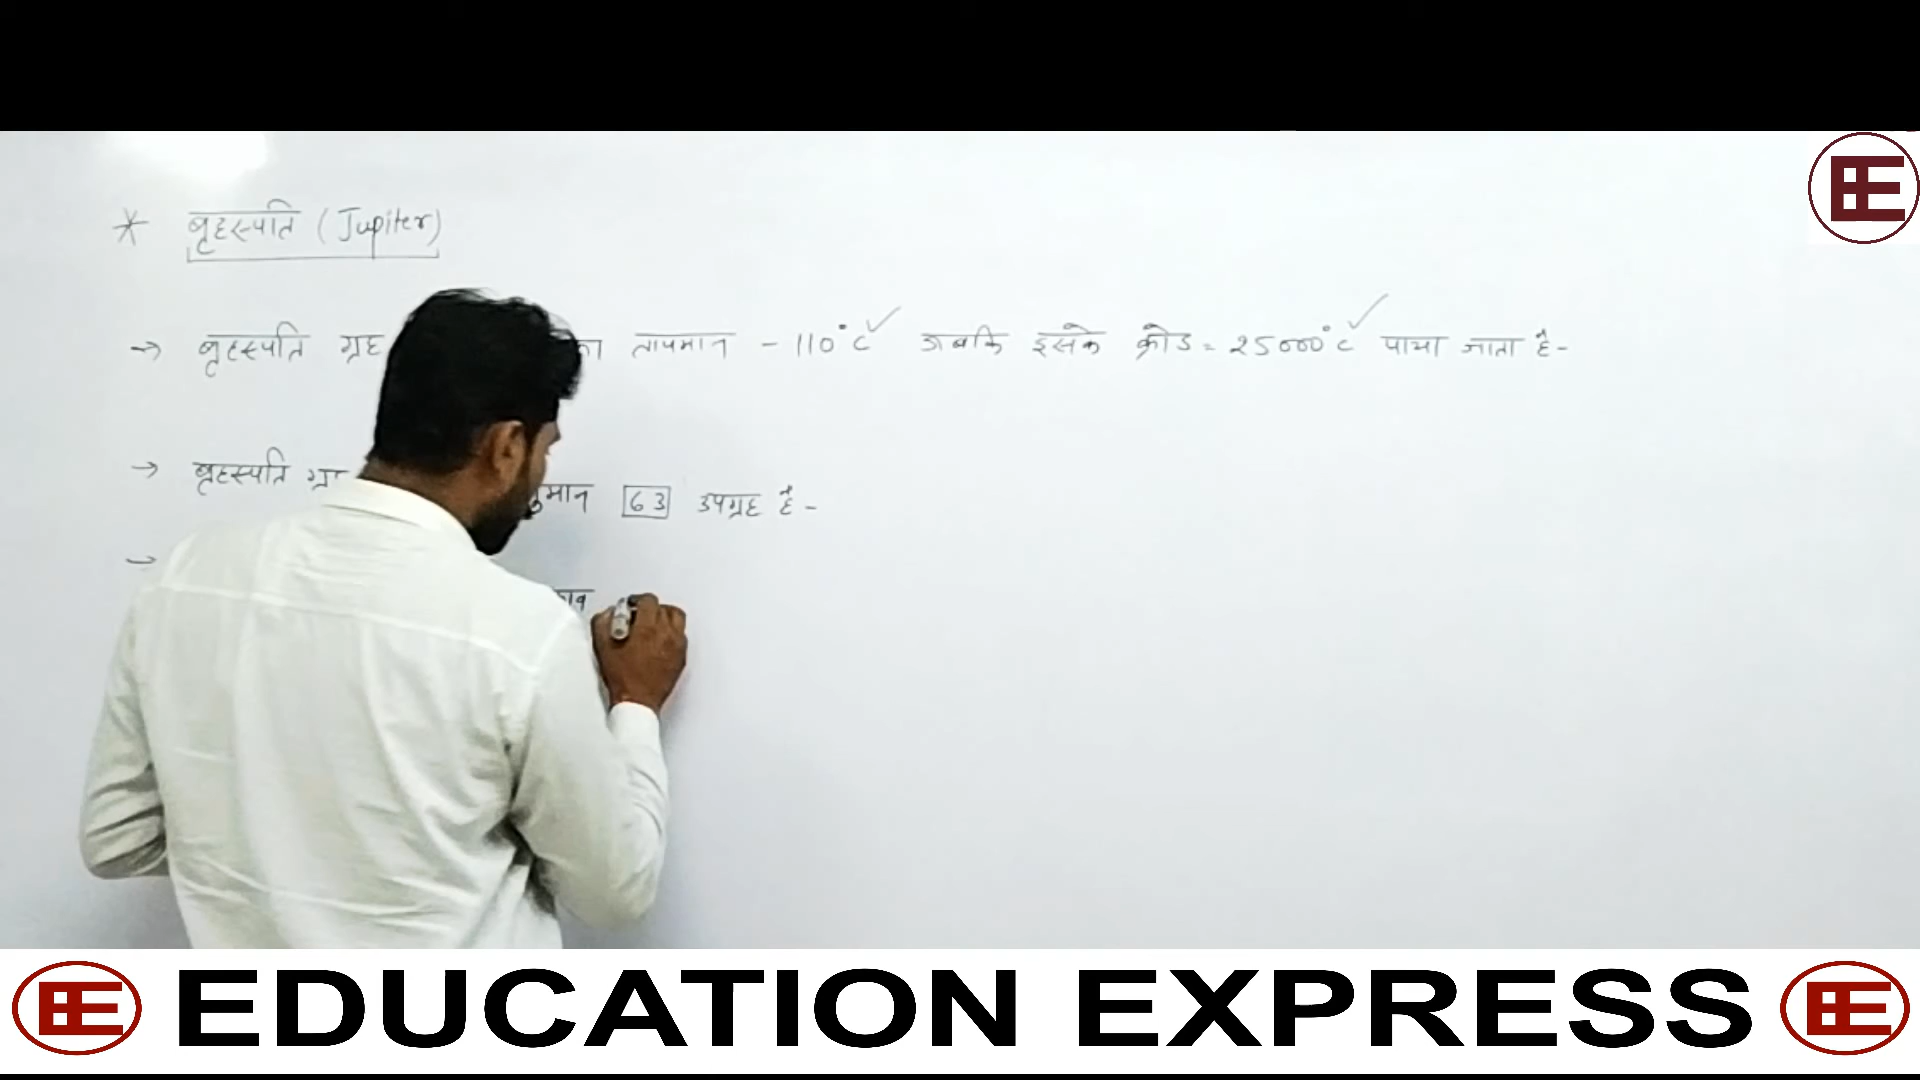 * बृहस्पति (Jupiter)
→ बृहस्पति ग्रह का तापमान - 110°C जबकि इसके क्रोड = 25000°C पाया जाता है -
→ बृहस्पति ग्र नुमान 63 उपग्रह है -
→
EDUCATION EXPRESS